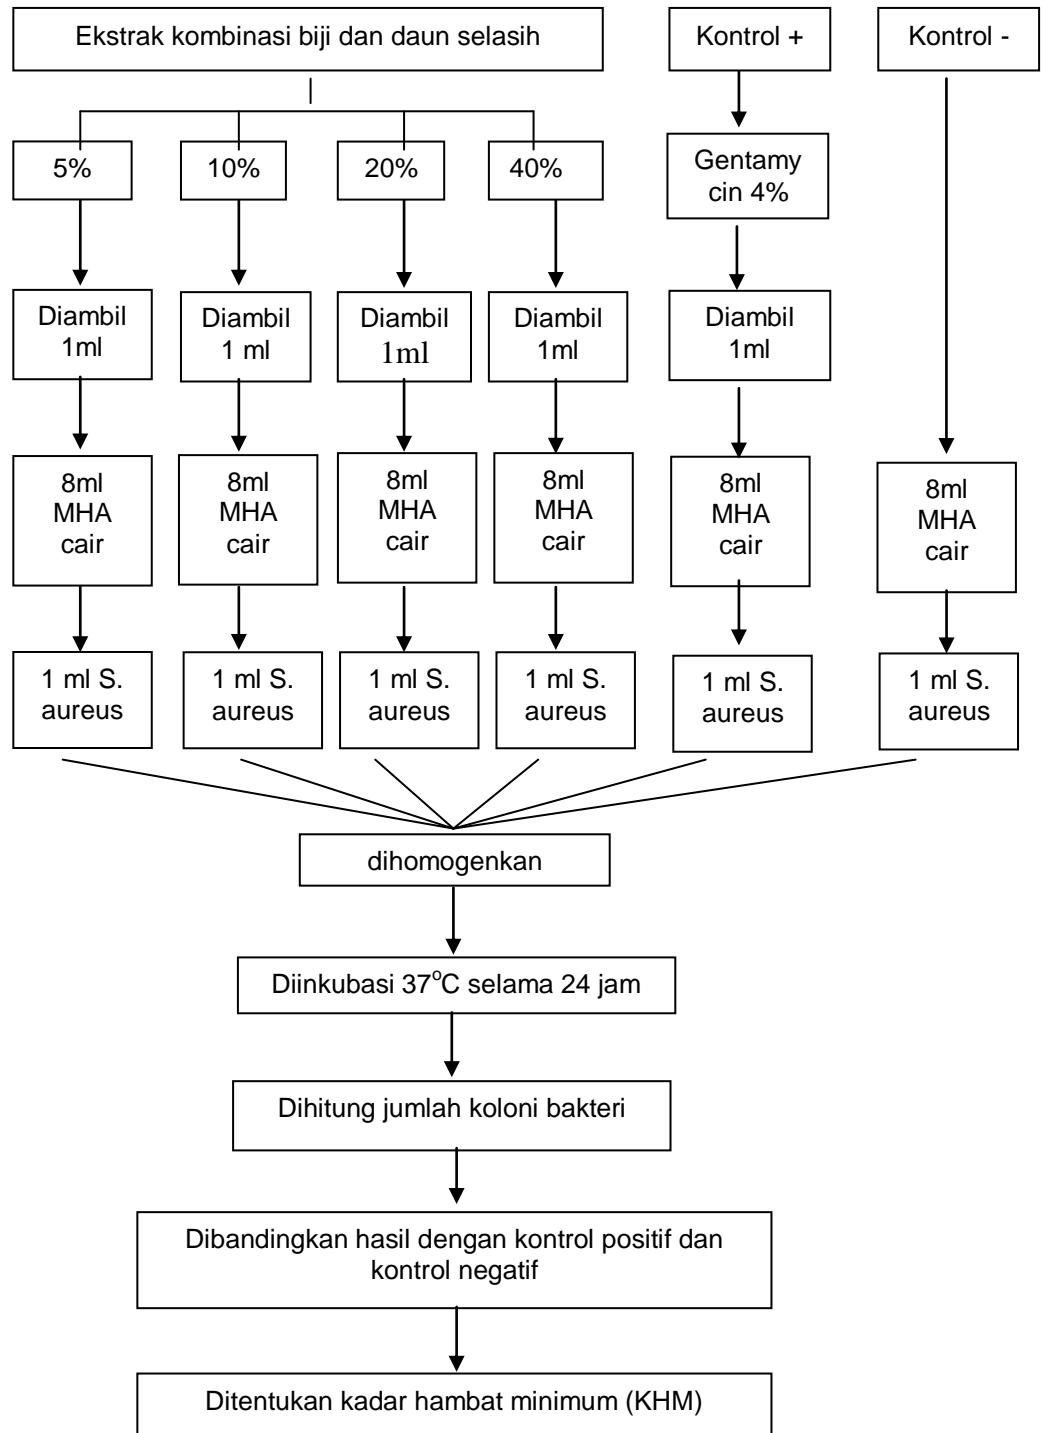 Ekstrak kombinasi biji dan daun selasih
Kontrol +
Kontrol -
5%
10%
20%
40%
Gentamy
cin 4%
Diambil
1ml
Diambil
1 ml
Diambil
1ml
Diambil
1ml
Diambil
1ml
8ml
MHA
cair
8ml
MHA
cair
8ml
MHA
cair
8ml
MHA
cair
8ml
MHA
cair
8ml
MHA
cair
1 ml S.
aureus
1 ml S.
aureus
1 ml S.
aureus
1 ml S.
aureus
1 ml S.
aureus
1 ml S.
aureus
dihomogenkan
Diinkubasi 37°C selama 24 jam
Dihitung jumlah koloni bakteri
Dibandingkan hasil dengan kontrol positif dan
kontrol negatif
Ditentukan kadar hambat minimum (KHM)